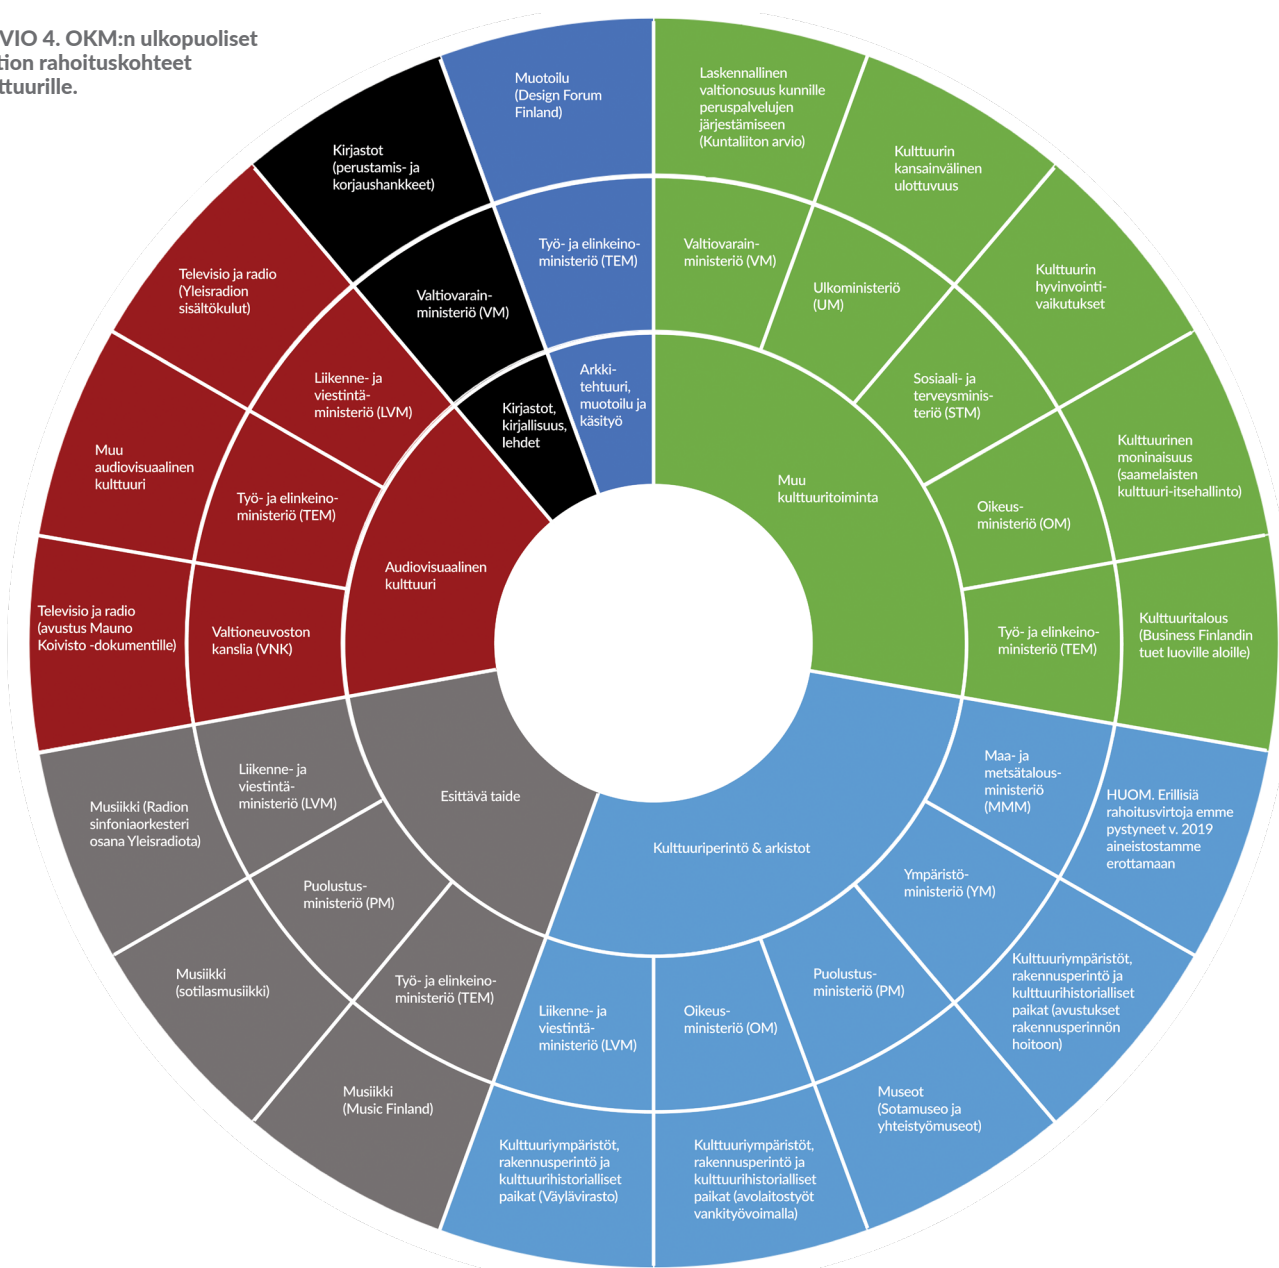 VIO 4. OKM:n ulkopuoliset
tion rahoituskohteet
ttuurille.
Muotoilu
(Design Forum
Finland)
Työ- ja elinkeino-
ministeriö (TEM)
Arkki-
tehtuuri,
muotoilu ja
käsityö
Laskennallinen
valtionosuus kunnille
peruspalvelujen
järjestämiseen
(Kuntaliiton arvio)
Valtiovarain-
ministeriö (VM)
Kulttuurin
kansainvälinen
ulottuvuus
Ulkoministeriö
(UM)
Kulttuurin
hyvinvointi-
vaikutukset
Sosiaali- ja
terveysminis-
teriö (STM)
Kulttuurinen
moninaisuus
(saamelaisten
kulttuuri-itsehallinto)
Oikeus-
ministeriö (OM)
Kulttuuritalous
(Business Finlandin
tuet luoville aloille)
Työ- ja elinkeino-
ministeriö (TEM)
Muu
kulttuuritoiminta
Maa- ja
metsätalous-
ministeriö
(MMM)
HUOM. Erillisiä
rahoitusvirtoja emme
pystyneet v. 2019
aineistostamme
erottamaan
Ympäristö-
ministeriö (YM)
Kulttuuriympäristöt,
rakennusperintö ja
kulttuurihistorialliset
paikat (avustukset
rakennusperinnön
hoitoon)
Puolustus-
ministeriö (PM)
Museot
(Sotamuseo ja
yhteistyömuseot)
Oikeus-
ministeriö (OM)
Kulttuuriympäristöt,
rakennusperintö ja
kulttuurihistorialliset
paikat (avolaitostyöt
vankityövoimalla)
Liikenne- ja
viestintä-
ministeriö (LVM)
Kulttuuriympäristöt,
rakennusperintö ja
kulttuurihistorialliset
paikat (Väylävirasto)
Kulttuuriperintö & arkistot
Esittävä taide
Työ- ja elinkeino-
ministeriö (TEM)
Musiikki
(Music Finland)
Puolustus-
ministeriö (PM)
Musiikki
(sotilasmusiikki)
Liikenne- ja
viestintä-
ministeriö (LVM)
Musiikki (Radion
sinfoniaorkesteri
osana Yleisradiota)
Audiovisuaalinen
kulttuuri
Valtioneuvoston
kanslia (VNK)
Televisio ja radio
(avustus Mauno
Koivisto -dokumentille)
Työ- ja elinkeino-
ministeriö (TEM)
Muu
audiovisuaalinen
kulttuuri
Liikenne- ja
viestintä-
ministeriö (LVM)
Televisio ja radio
(Yleisradion
sisältökulut)
Kirjastot
(perustamis- ja
korjaushankkeet)
Valtiovarain-
ministeriö (VM)
Kirjastot,
kirjallisuus,
lehdet